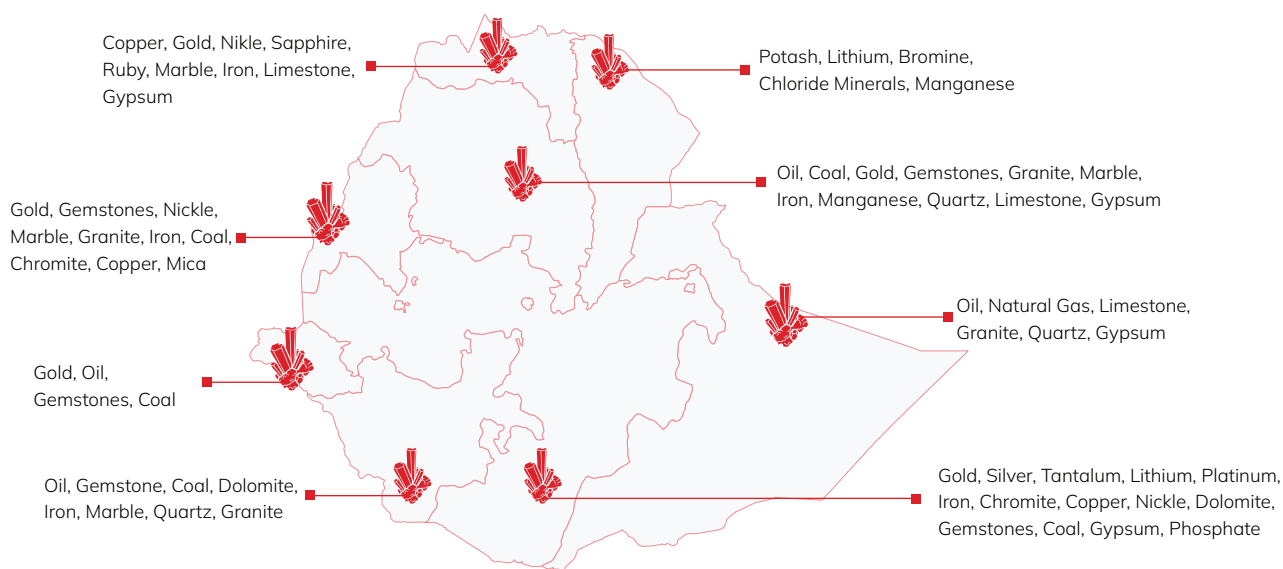 Copper, Gold, Nikle, Sapphire,
Ruby, Marble, Iron, Limestone,
Gypsum
Potash, Lithium, Bromine,
Chloride Minerals, Manganese
Oil, Coal, Gold, Gemstones, Granite, Marble,
Iron, Manganese, Quartz, Limestone, Gypsum
Gold, Gemstones, Nickle,
Marble, Granite, Iron, Coal,
Chromite, Copper, Mica
Oil, Natural Gas, Limestone,
Granite, Quartz, Gypsum
Gold, Oil,
Gemstones, Coal
Oil, Gemstone, Coal, Dolomite,
Iron, Marble, Quartz, Granite
Gold, Silver, Tantalum, Lithium, Platinum,
Iron, Chromite, Copper, Nickle, Dolomite,
Gemstones, Coal, Gypsum, Phosphate